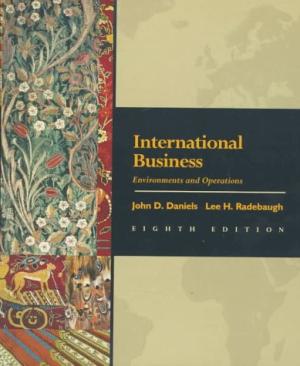 International
Business
Environments and Operations
John D. Daniels Lee H. Radebaugh
EIGHTH EDITION